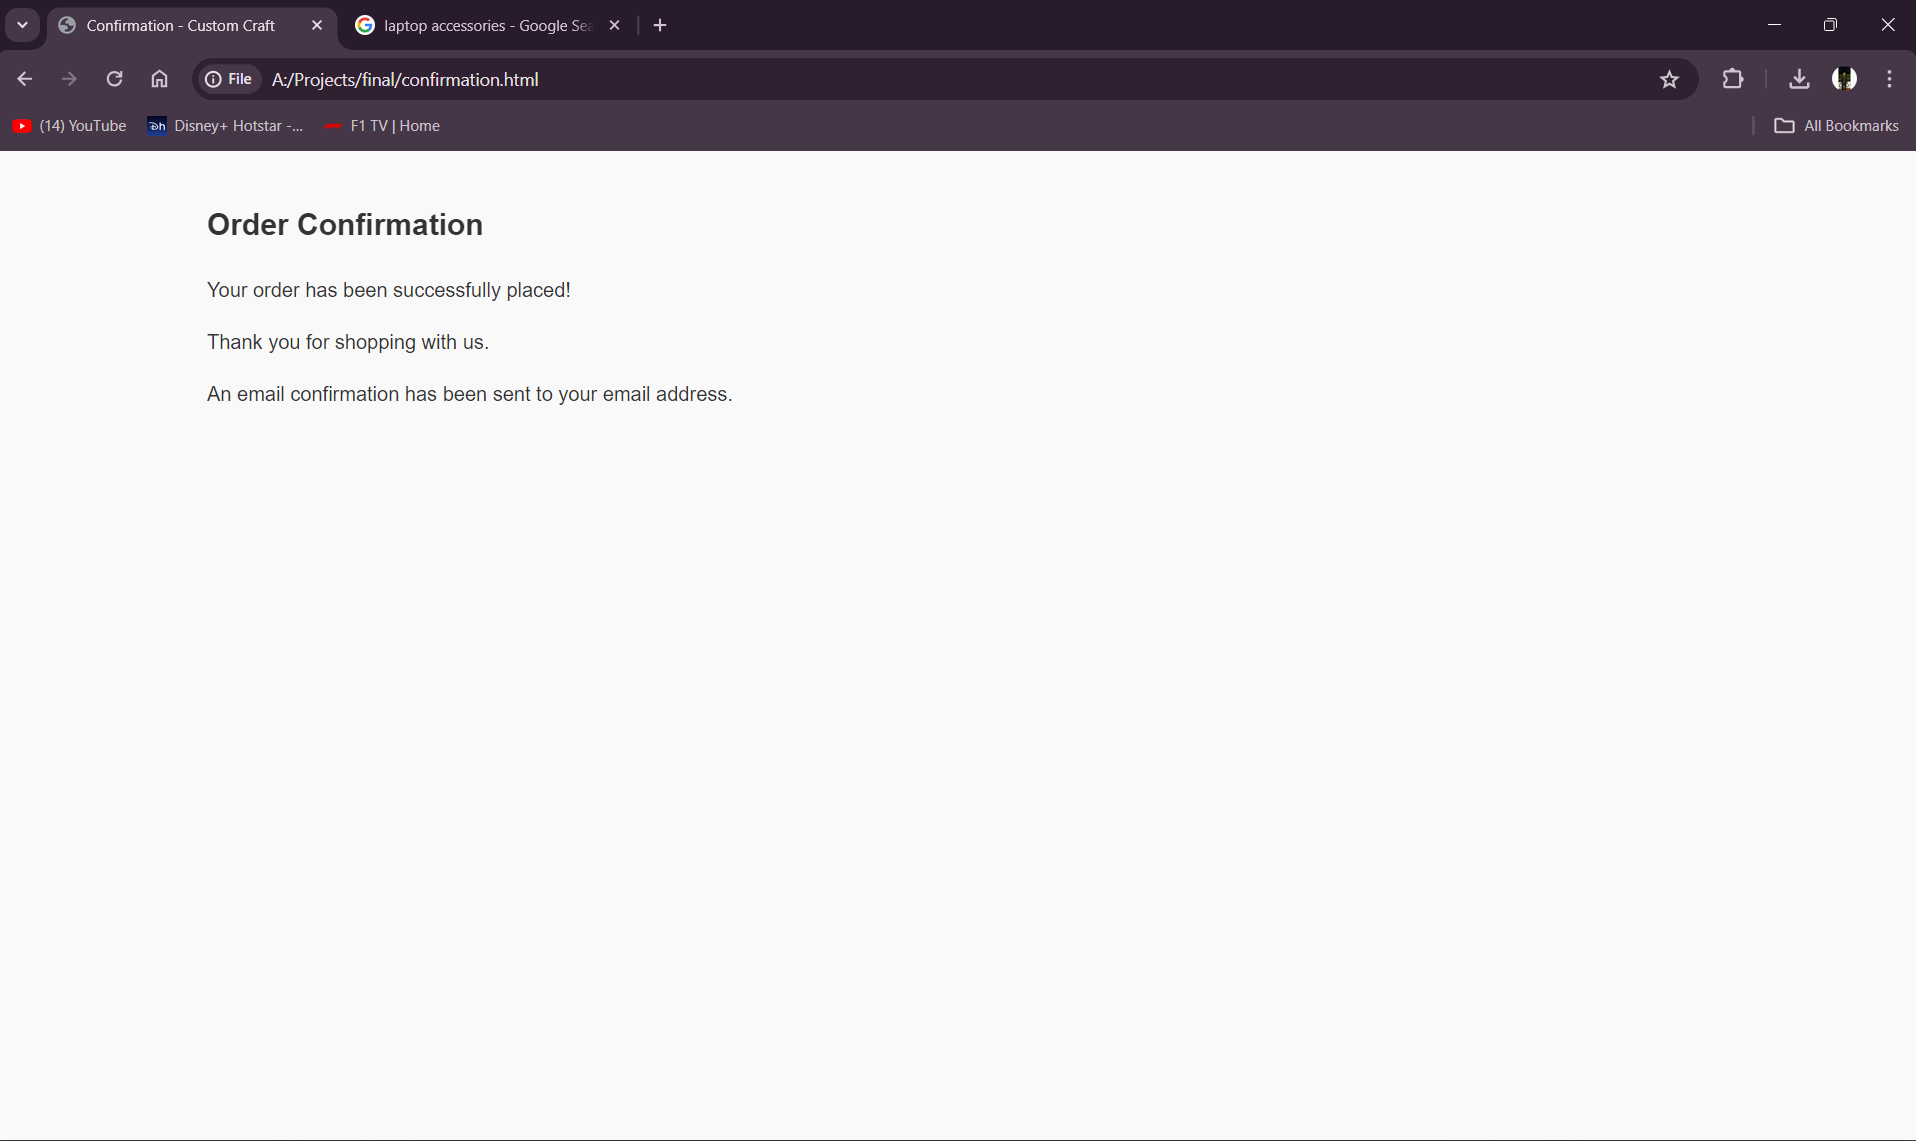 Confirmation - Custom Craft
laptop accessories - Google Sea
File A:/Projects/final/confirmation.html
(14) YouTube Disney+ Hotstar -... F1 TV | Home All Bookmarks
Order Confirmation
Your order has been successfully placed!
Thank you for shopping with us.
An email confirmation has been sent to your email address.